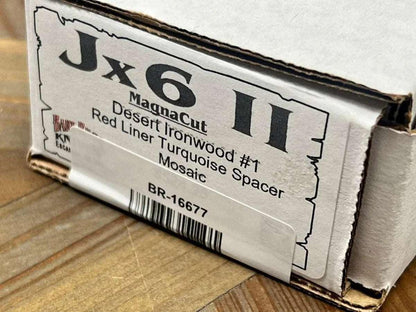 Jx6 II
MagnaCut
Desert Ironwood #1
Red Liner Turquoise Spacer
Mosaic
BR-16677